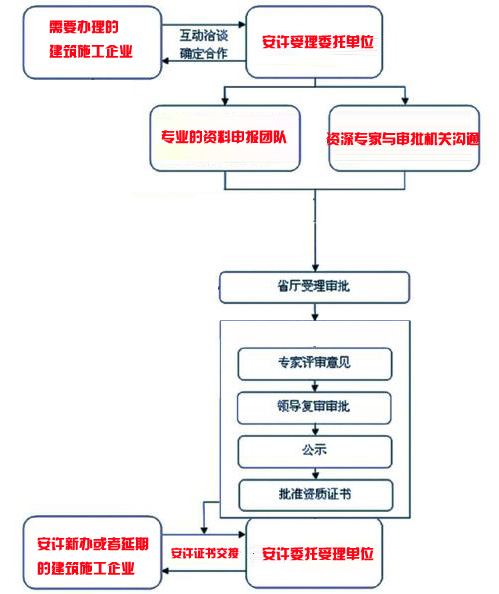 需要办理的
建筑施工企业
互动洽谈
确定合作
安许受理委托单位
专业的资料申报团队
资深专家与审批机关沟通
省厅受理审批
专家评审意见
领导复审审批
公示
批准资质证书
安许新办或者延期
的建筑施工企业
安许证书交接
安许委托受理单位